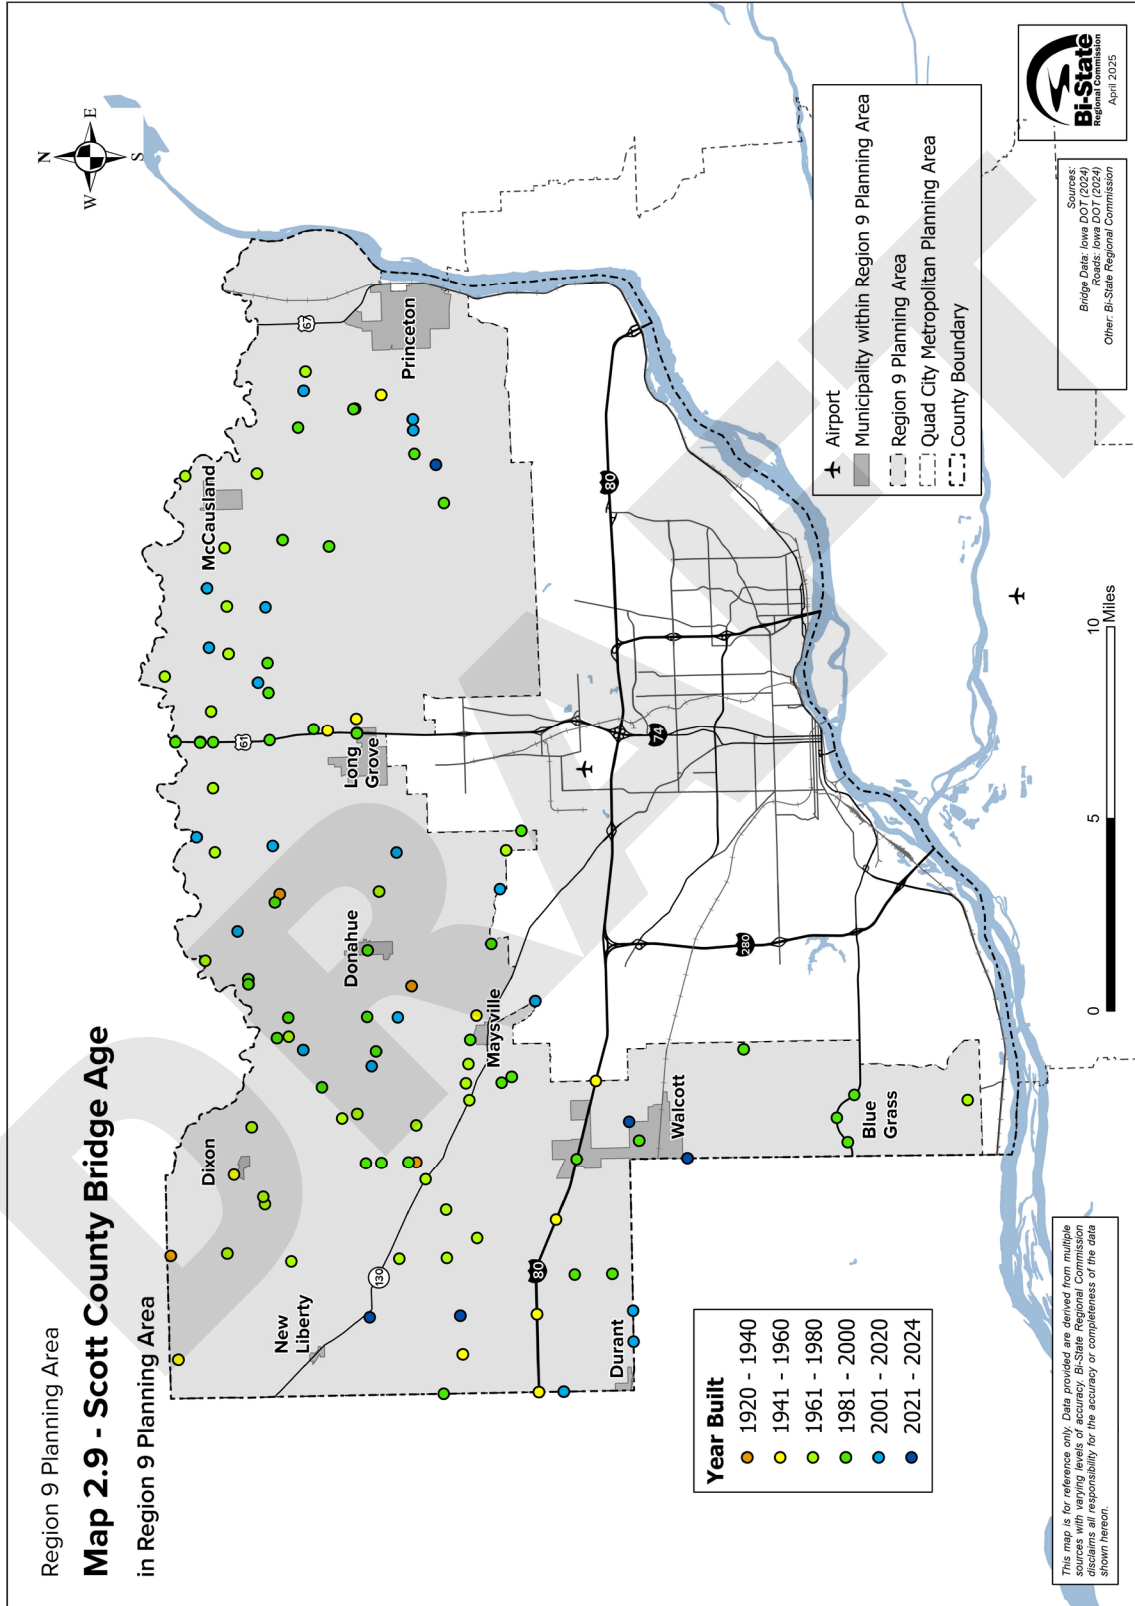 Region 9 Planning Area
Map 2.9 - Scott County Bridge Age
in Region 9 Planning Area
N
W
E
S
DRAFT
McCausland
67
Princeton
61
Long
Grove
Donahue
Dixon
New
Liberty
130
Maysville
80
80
74
280
Walcott
Durant
Blue
Grass
Year Built
1920 - 1940
1941 - 1960
1961 - 1980
1981 - 2000
2001 - 2020
2021 - 2024
0
5
10
Miles
Airport
Municipality within Region 9 Planning Area
Region 9 Planning Area
Quad City Metropolitan Planning Area
County Boundary
This map is for reference only. Data provided are derived from multiple
sources with varying levels of accuracy. Bi-State Regional Commission
disclaims all responsibility for the accuracy or completeness of the data
shown hereon.
Sources:
Bridge Data: Iowa DOT (2024)
Roads: Iowa DOT (2024)
Other: Bi-State Regional Commission
Bi-State
Regional Commission
April 2025